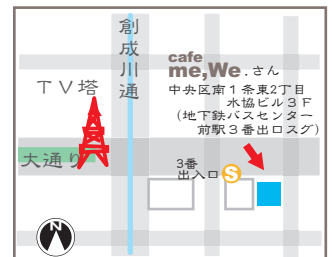 創成川通
TV塔
cafe
me,We.さん
中央区南1条東2丁目
水協ビル3F
(地下鉄バスセンター
前駅3番出口スグ)
大通り
3番
出入口
S
N